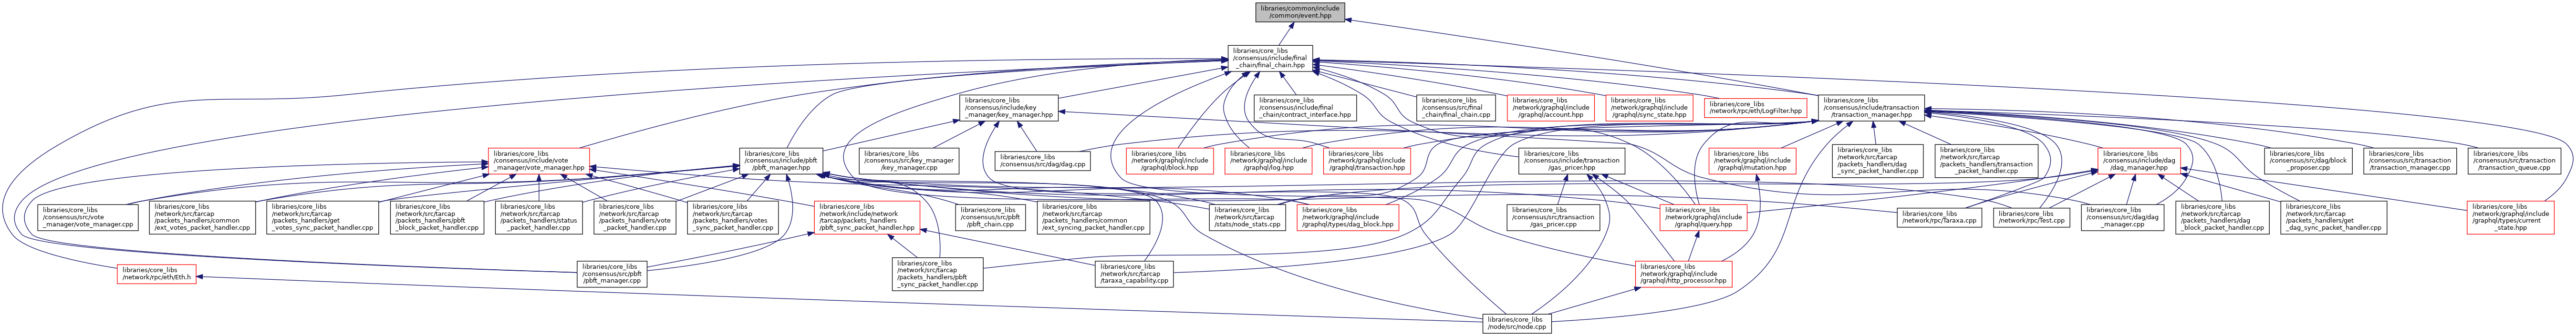 libraries/common/include
/common/event.hpp
libraries/core_libs
/consensus/include/final
_chain/final_chain.hpp
libraries/core_libs
/consensus/include/key
_manager/key_manager.hpp
libraries/core_libs
/consensus/include/final
_chain/contract_interface.hpp
libraries/core_libs
/consensus/src/final
_chain/final_chain.cpp
libraries/core_libs
/network/graphql/include
/graphql/account.hpp
libraries/core_libs
/network/graphql/include
/graphql/sync_state.hpp
libraries/core_libs
/network/rpc/eth/LogFilter.hpp
libraries/core_libs
/consensus/include/transaction
_manager/transaction_manager.hpp
libraries/core_libs
/consensus/include/vote
_manager/vote_manager.hpp
libraries/core_libs
/consensus/include/pbft
/pbft_manager.hpp
libraries/core_libs
/consensus/src/key_manager
/key_manager.cpp
libraries/core_libs
/consensus/src/dag/dag.cpp
libraries/core_libs
/network/graphql/include
/graphql/block.hpp
libraries/core_libs
/network/graphql/include
/graphql/log.hpp
libraries/core_libs
/network/graphql/include
/graphql/transaction.hpp
libraries/core_libs
/consensus/include/transaction
/gas_pricer.hpp
libraries/core_libs
/network/graphql/include
/graphql/mutation.hpp
libraries/core_libs
/network/src/tarcap
/packets_handlers/dag
_sync_packet_handler.cpp
libraries/core_libs
/network/src/tarcap
/packets_handlers/transaction
_packet_handler.cpp
libraries/core_libs
/consensus/include/dag
/dag_manager.hpp
libraries/core_libs
/consensus/src/dag/block
_proposer.cpp
libraries/core_libs
/consensus/src/transaction
/transaction_manager.cpp
libraries/core_libs
/consensus/src/transaction
/transaction_queue.cpp
libraries/core_libs
/consensus/src/vote
_manager/vote_manager.cpp
libraries/core_libs
/network/src/tarcap
/packets_handlers/common
/ext_votes_packet_handler.cpp
libraries/core_libs
/network/src/tarcap
/packets_handlers/get
_votes_sync_packet_handler.cpp
libraries/core_libs
/network/src/tarcap
/packets_handlers/pbft
_block_packet_handler.cpp
libraries/core_libs
/network/src/tarcap
/packets_handlers/status
_packet_handler.cpp
libraries/core_libs
/network/src/tarcap
/packets_handlers/vote
_packet_handler.cpp
libraries/core_libs
/network/src/tarcap
/packets_handlers/votes
_sync_packet_handler.cpp
libraries/core_libs
/network/include/network
/tarcap/packets_handlers
/pbft_sync_packet_handler.hpp
libraries/core_libs
/consensus/src/pbft
/pbft_chain.cpp
libraries/core_libs
/network/src/tarcap
/packets_handlers/common
/ext_syncing_packet_handler.cpp
libraries/core_libs
/network/src/tarcap
/stats/node_stats.cpp
libraries/core_libs
/network/graphql/include
/graphql/types/dag_block.hpp
libraries/core_libs
/consensus/src/transaction
/gas_pricer.cpp
libraries/core_libs
/network/graphql/include
/graphql/query.hpp
libraries/core_libs
/network/rpc/Taraxa.cpp
libraries/core_libs
/network/rpc/Test.cpp
libraries/core_libs
/consensus/src/dag/dag
_manager.cpp
libraries/core_libs
/network/src/tarcap
/packets_handlers/dag
_block_packet_handler.cpp
libraries/core_libs
/network/src/tarcap
/packets_handlers/get
_dag_sync_packet_handler.cpp
libraries/core_libs
/network/graphql/include
/graphql/types/current
_state.hpp
libraries/core_libs
/network/rpc/eth/Eth.h
libraries/core_libs
/consensus/src/pbft
/pbft_manager.cpp
libraries/core_libs
/network/src/tarcap
/packets_handlers/pbft
_sync_packet_handler.cpp
libraries/core_libs
/network/src/tarcap
/taraxa_capability.cpp
libraries/core_libs
/network/graphql/include
/graphql/http_processor.hpp
libraries/core_libs
/node/src/node.cpp